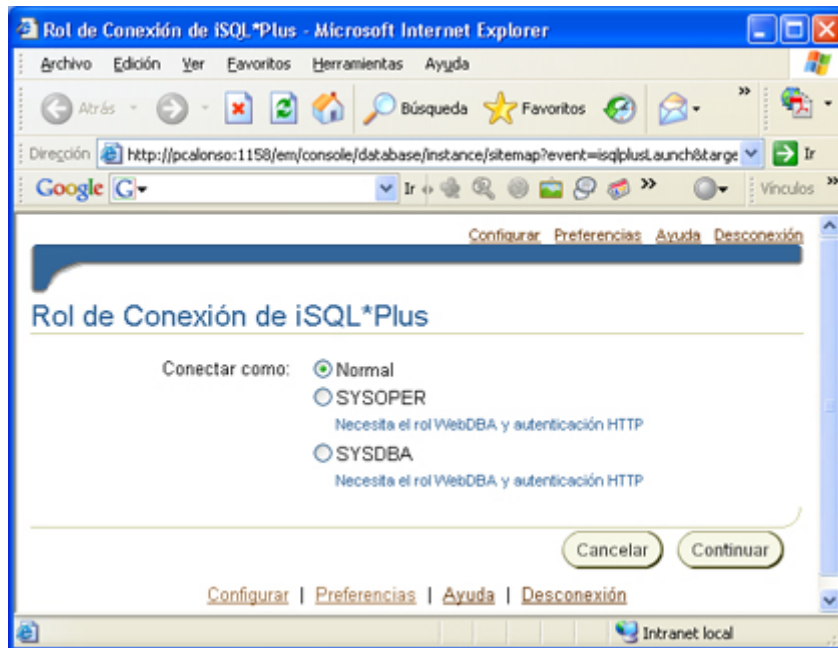 Rol de Conexión de iSQL*Plus - Microsoft Internet Explorer
Archivo Edición Ver Favoritos Herramientas Ayuda
Atrás Búsqueda Favoritos »
Dirección http://pcalonso:1158/em/console/database/instance/sitemap?event=isqlplusLaunch&targe Ir
Google G Ir » Vínculos »
Configurar Preferencias Ayuda Desconexión
Rol de Conexión de iSQL*Plus
Conectar como: Normal
SYSOPER
Necesita el rol WebDBA y autenticación HTTP
SYSDBA
Necesita el rol WebDBA y autenticación HTTP
Cancelar Continuar
Configurar | Preferencias | Ayuda | Desconexión
Intranet local